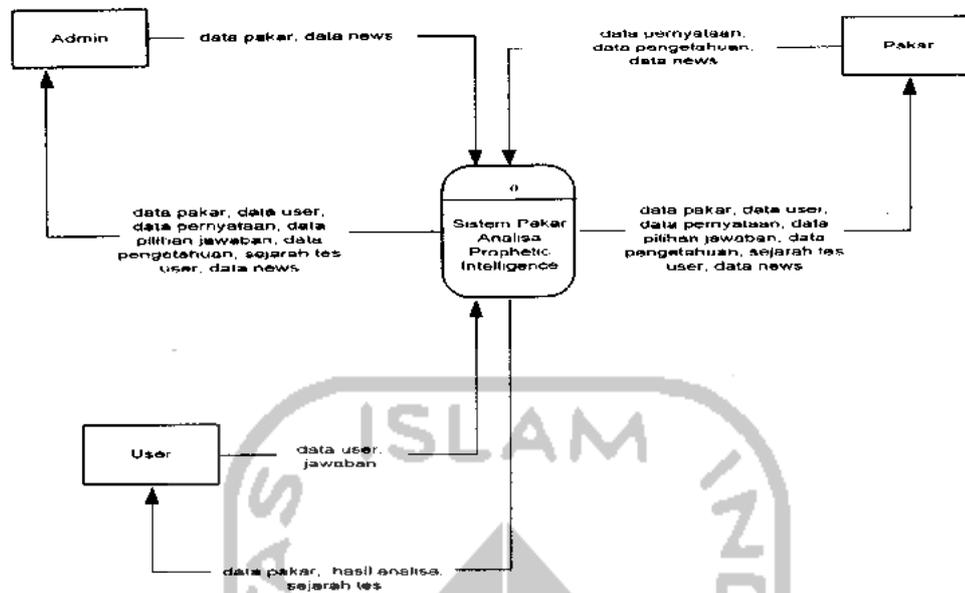 Admin
data pakar, data news
data pernyataan,
data pengetahuan,
data news
Pakar
0
Sistem Pakar
Analisa
Prophetic
Intelligence
data pakar, data user,
data pernyataan, data
pilihan jawaban, data
pengetahuan, sejarah tes
user, data news
data pakar, data user,
data pernyataan, data
pilihan jawaban, data
pengetahuan, sejarah tes
user, data news
User
data user,
jawaban
data pakar, hasil analisa,
sejarah tes
ISLAM